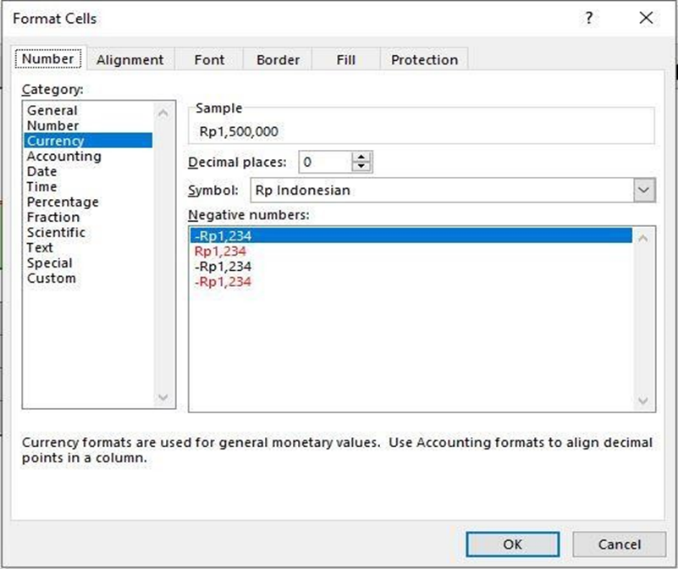 Format Cells
?
Number
Alignment
Font
Border
Fill
Protection
Category:
General
Number
Currency
Accounting
Date
Time
Percentage
Fraction
Scientific
Text
Special
Custom
Sample
Rp1,500,000
Decimal places: 0
Symbol: Rp Indonesian
Negative numbers:
-Rp1,234
Rp1,234
-Rp1,234
-Rp1,234
Currency formats are used for general monetary values.  Use Accounting formats to align decimal
points in a column.
OK
Cancel